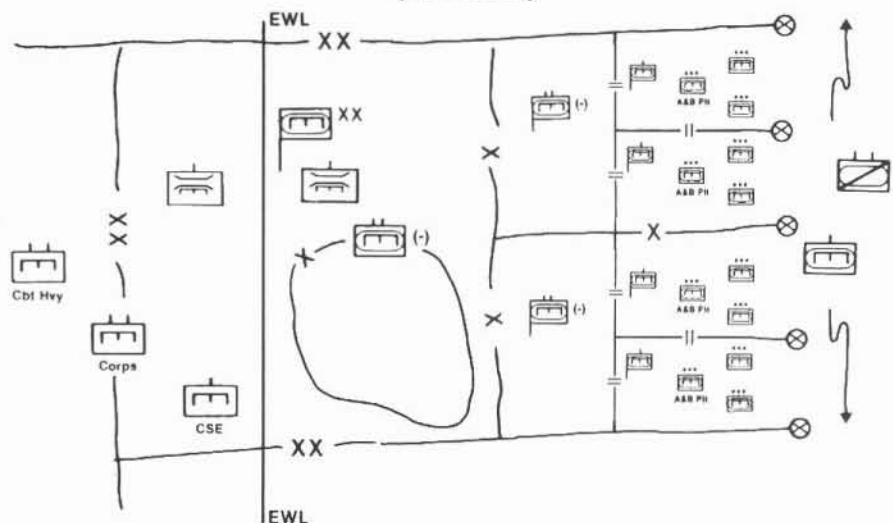 EWL
XX
XX
(-)
A&B Plt
X
A&B Plt
XX
X
(-)
X
Cbt Hvy
(-)
A&B Plt
X
Corps
A&B Plt
CSE
XX
EWL